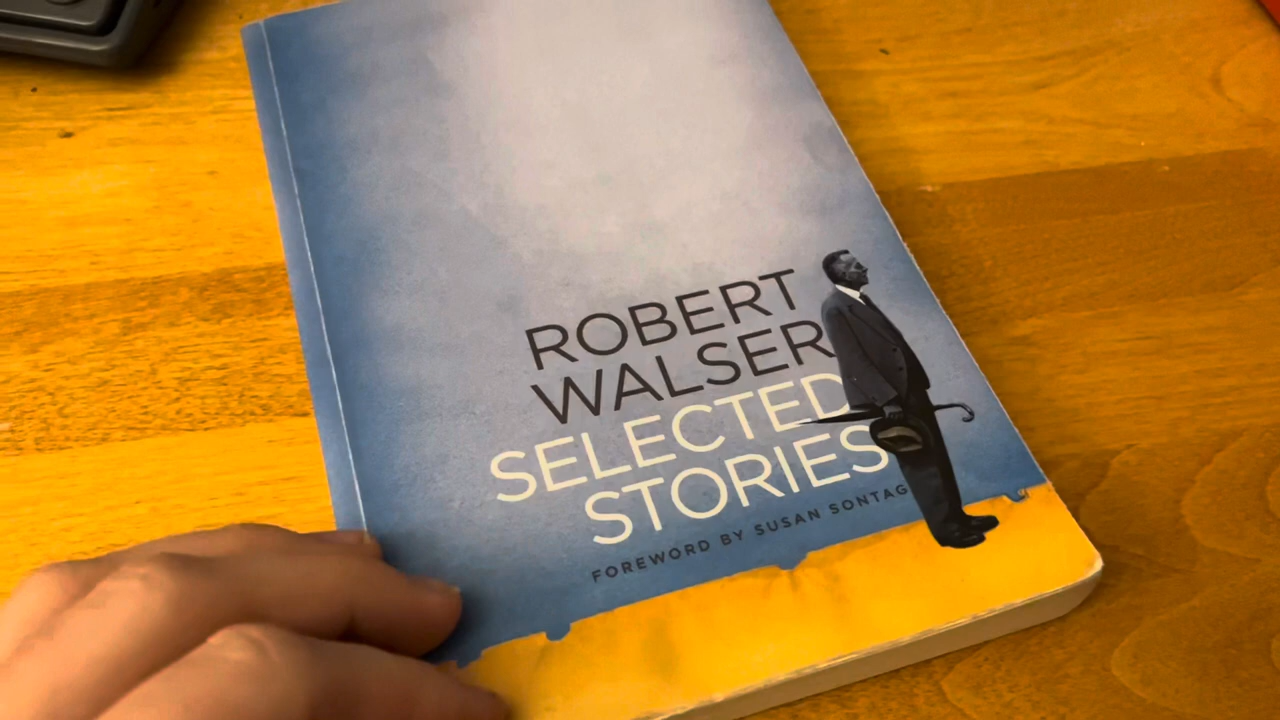 ROBERT
WALSER
SELECTED
STORIES
FOREWORD BY SUSAN SONTAG